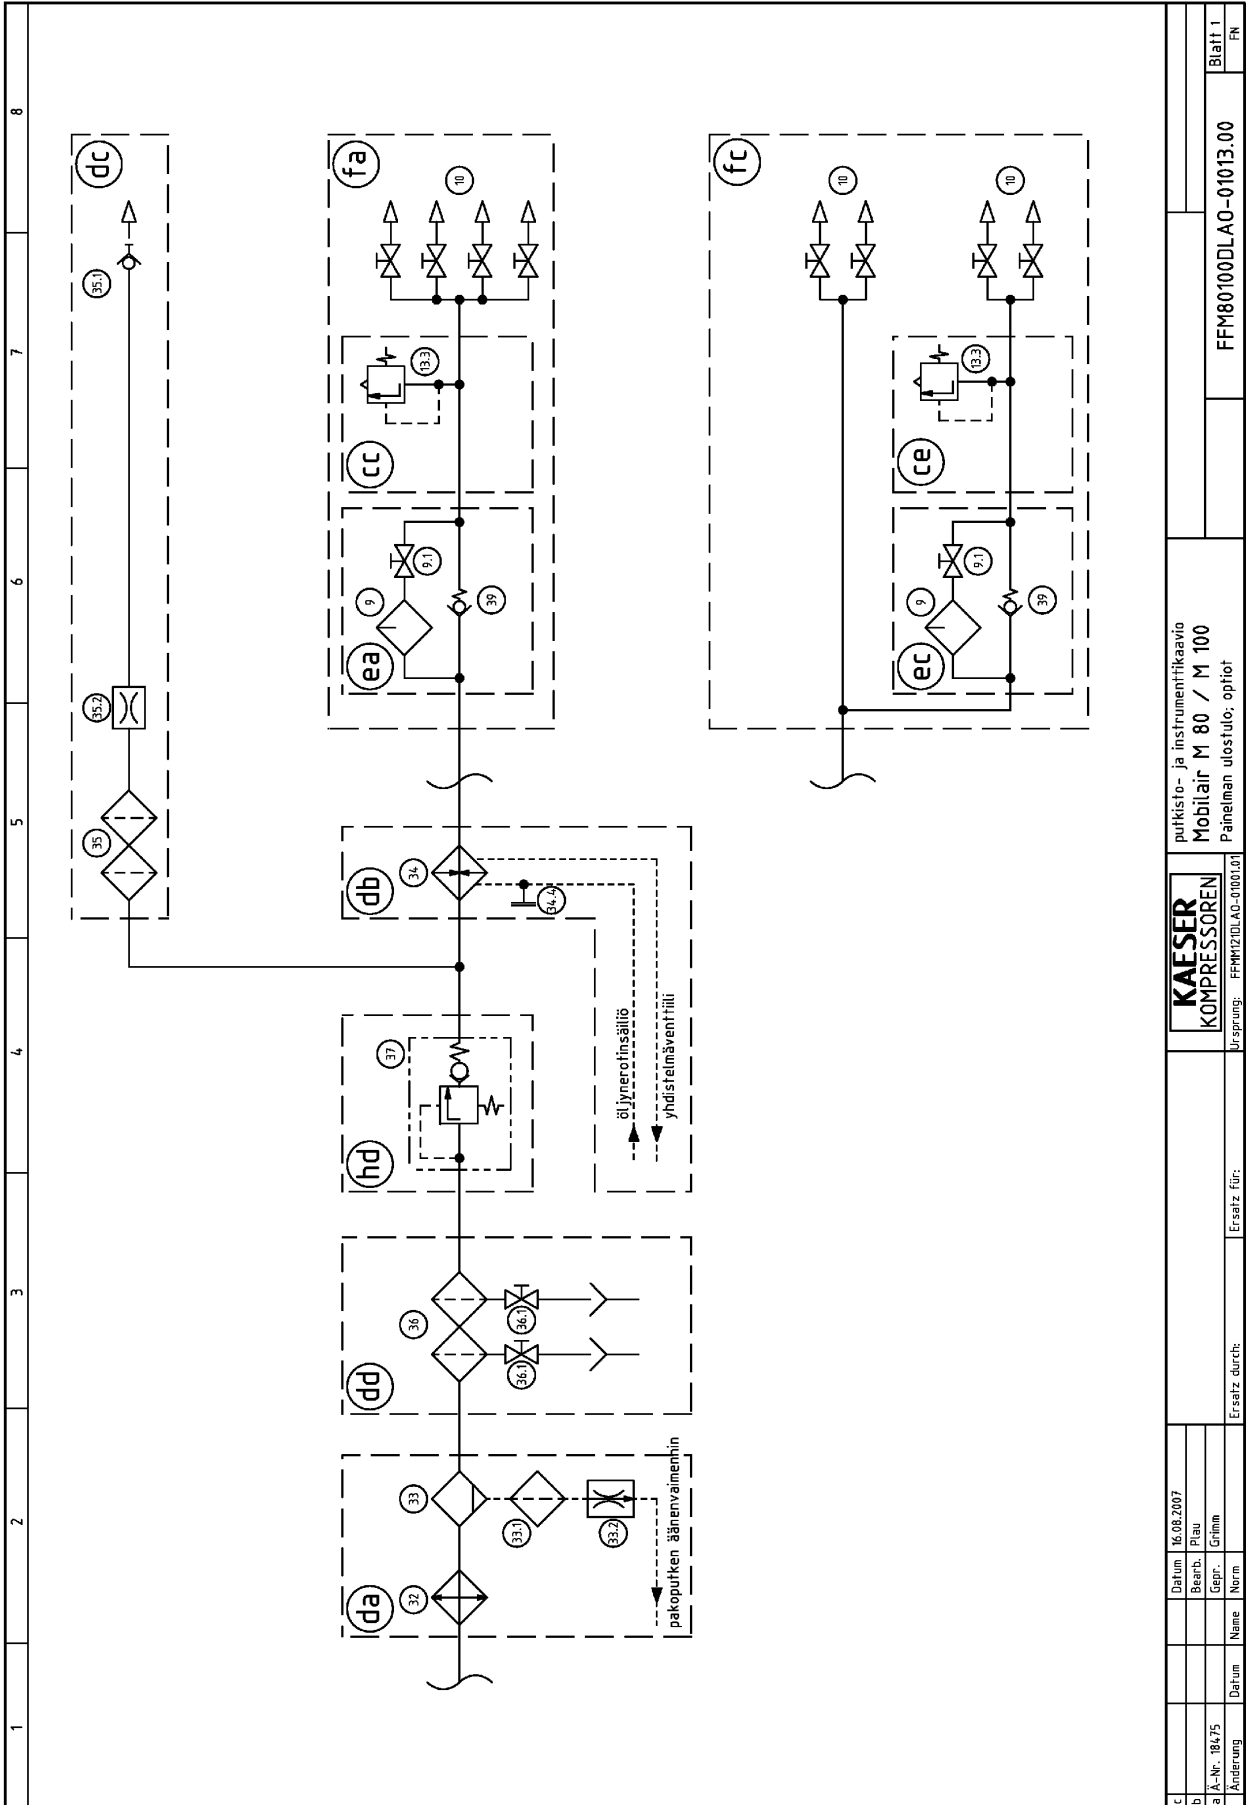 1
2
3
4
5
6
7
8
dc
35
35.2
35.1
da
32
33
33.1
33.2
pakoputken äänenvaimennin
dd
36
36.1
36.1
hd
37
db
34
34.4
öljynerotinsäiliö
yhdistelmäventtiili
fa
ea
9
9.1
39
cc
13.3
10
fc
10
ec
9
9.1
39
ce
13.3
10
c
b
a
Ä-Nr. 18475
Änderung
Datum
Name
Datum
16.08.2007
Bearb.
Plau
Gepr.
Grimm
Norm
Ersatz durch:
Ersatz für:
KAESER
KOMPRESSOREN
Ursprung: FFMM121DLAO-01001.01
putkisto- ja instrumenttikaavio
Mobilair M 80 / M 100
Painelman ulostulo; optiot
FFM80100DLAO-01013.00
Blatt 1
FN